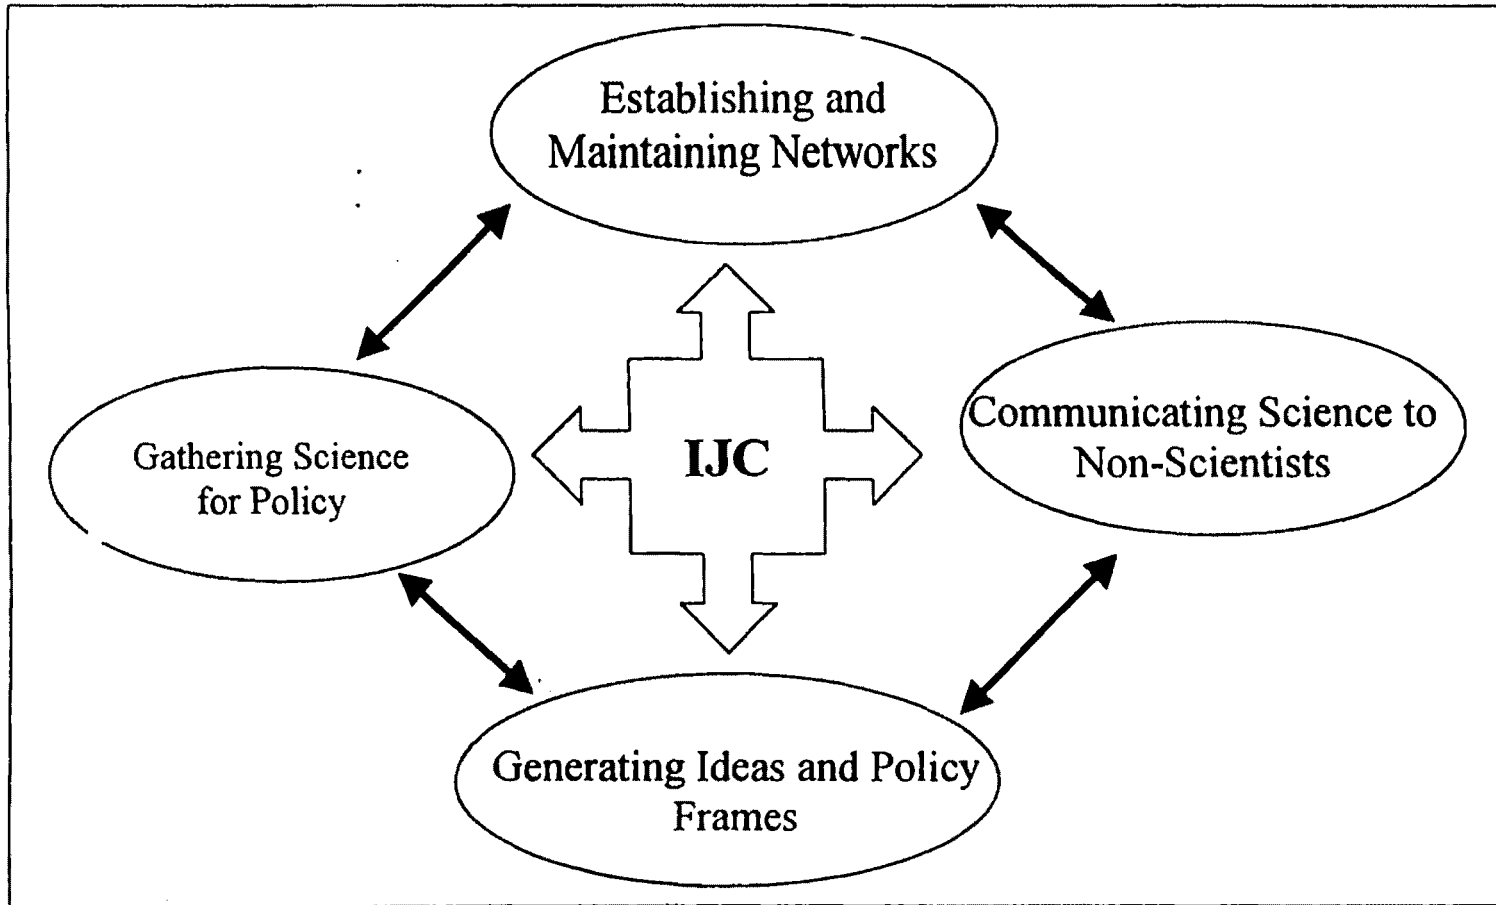 Establishing and
Maintaining Networks
Communicating Science to
Non-Scientists
Gathering Science
for Policy
IJC
Generating Ideas and Policy
Frames